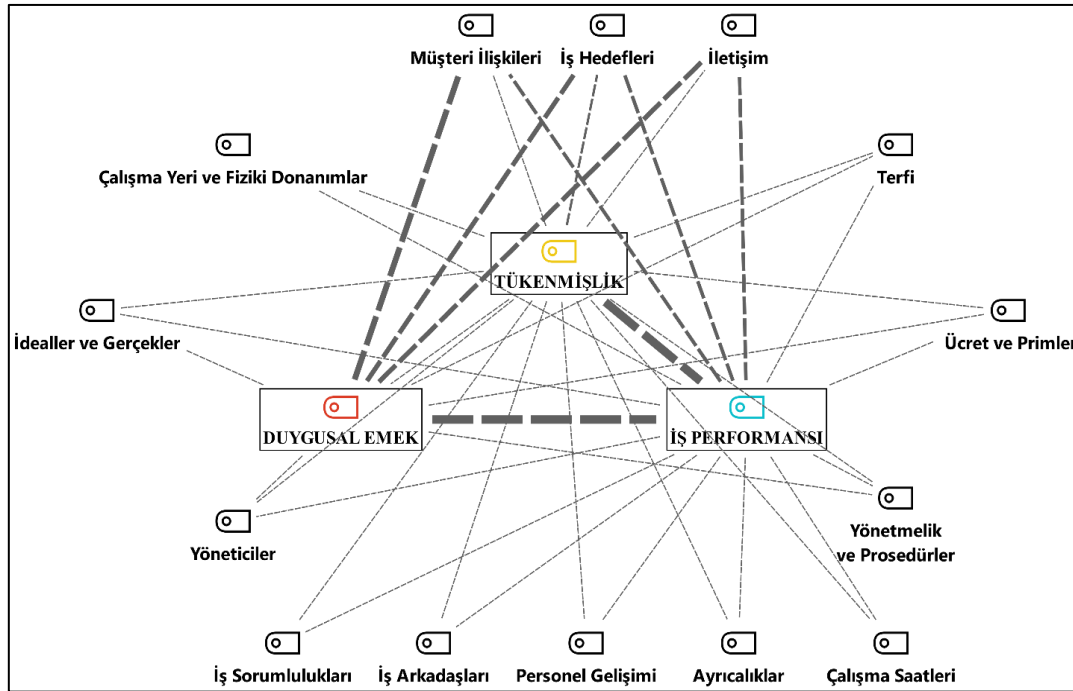 Müşteri İlişkileri
İş Hedefleri
İletişim
Çalışma Yeri ve Fiziki Donanımlar
Terfi
TÜKENMİŞLİK
İdealler ve Gerçekler
Ücret ve Primler
DUYGUSAL EMEK
İŞ PERFORMANSI
Yöneticiler
Yönetmelik
ve Prosedürler
İş Sorumlulukları
İş Arkadaşları
Personel Gelişimi
Ayrıcalıklar
Çalışma Saatleri